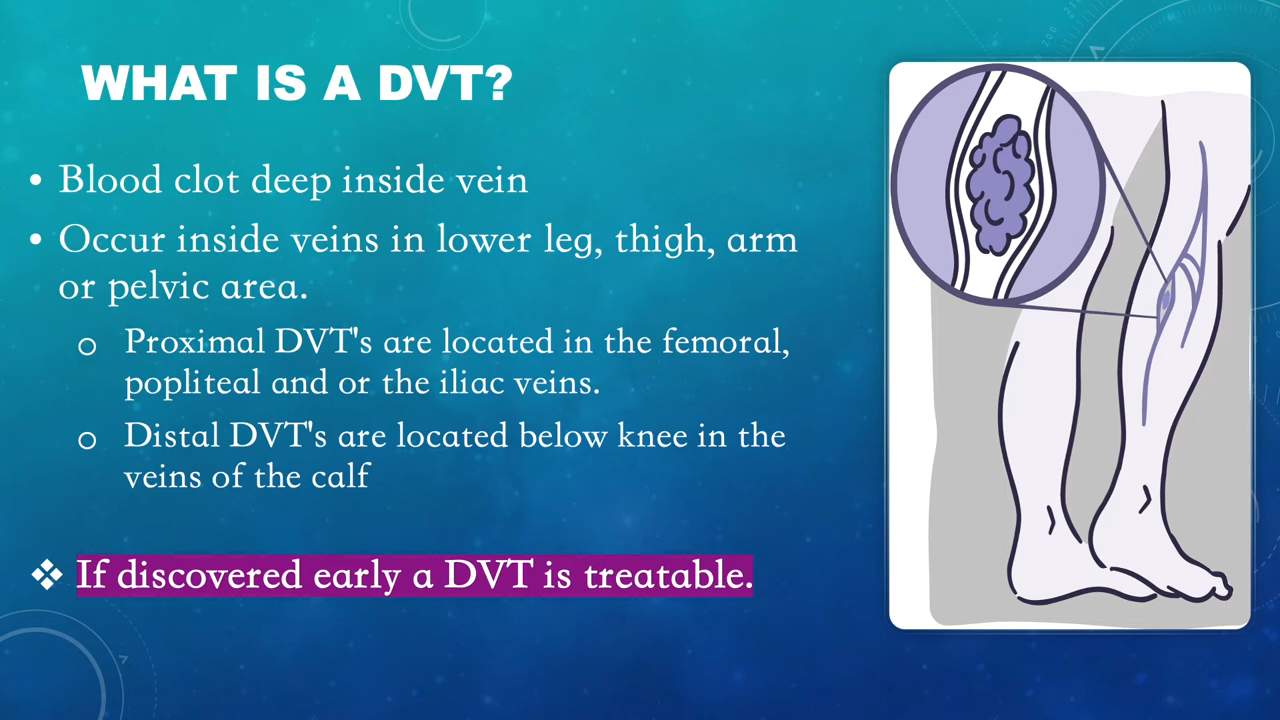 WHAT IS A DVT?
• Blood clot deep inside vein
• Occur inside veins in lower leg, thigh, arm
or pelvic area.
o Proximal DVT's are located in the femoral,
popliteal and or the iliac veins.
o Distal DVT's are located below knee in the
veins of the calf
❖ If discovered early a DVT is treatable.